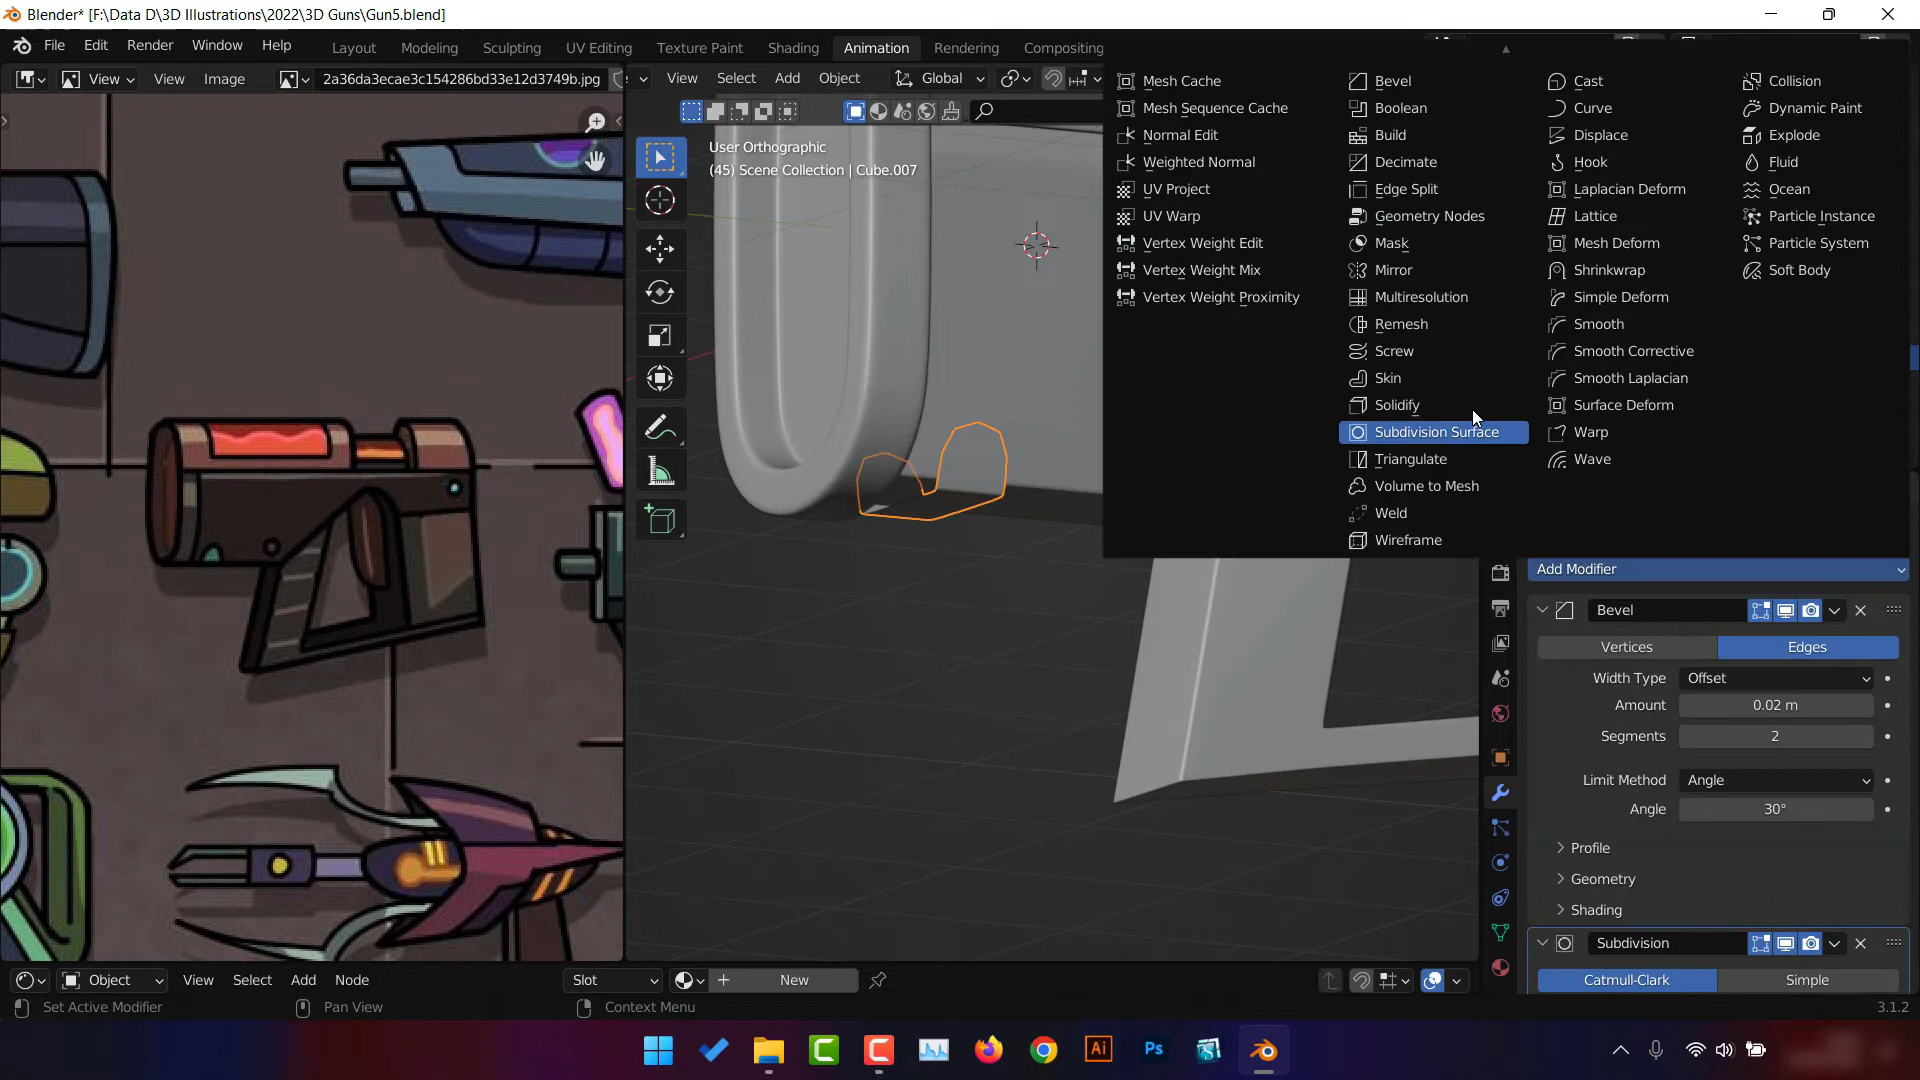 Blender* [F:\Data D\3D Illustrations\2022\3D Guns\Gun5.blend]
File Edit Render Window Help Layout Modeling Sculpting UV Editing Texture Paint Shading Animation Rendering Compositing
View View Image 2a36da3ecae3c154286bd33e12d3749b.jpg View Select Add Object Global
User Orthographic
(45) Scene Collection | Cube.007
Mesh Cache
Mesh Sequence Cache
Normal Edit
Weighted Normal
UV Project
UV Warp
Vertex Weight Edit
Vertex Weight Mix
Vertex Weight Proximity
Bevel
Boolean
Build
Decimate
Edge Split
Geometry Nodes
Mask
Mirror
Multiresolution
Remesh
Screw
Skin
Solidify
Subdivision Surface
Triangulate
Volume to Mesh
Weld
Wireframe
Cast
Curve
Displace
Hook
Laplacian Deform
Lattice
Mesh Deform
Shrinkwrap
Simple Deform
Smooth
Smooth Corrective
Smooth Laplacian
Surface Deform
Warp
Wave
Collision
Dynamic Paint
Explode
Fluid
Ocean
Particle Instance
Particle System
Soft Body
Add Modifier
Bevel
Vertices Edges
Width Type Offset
Amount 0.02 m
Segments 2
Limit Method Angle
Angle 30°
Profile
Geometry
Shading
Subdivision
Catmull-Clark Simple
Object View Select Add Node Slot New
Set Active Modifier Pan View Context Menu 3.1.2
Ai Ps